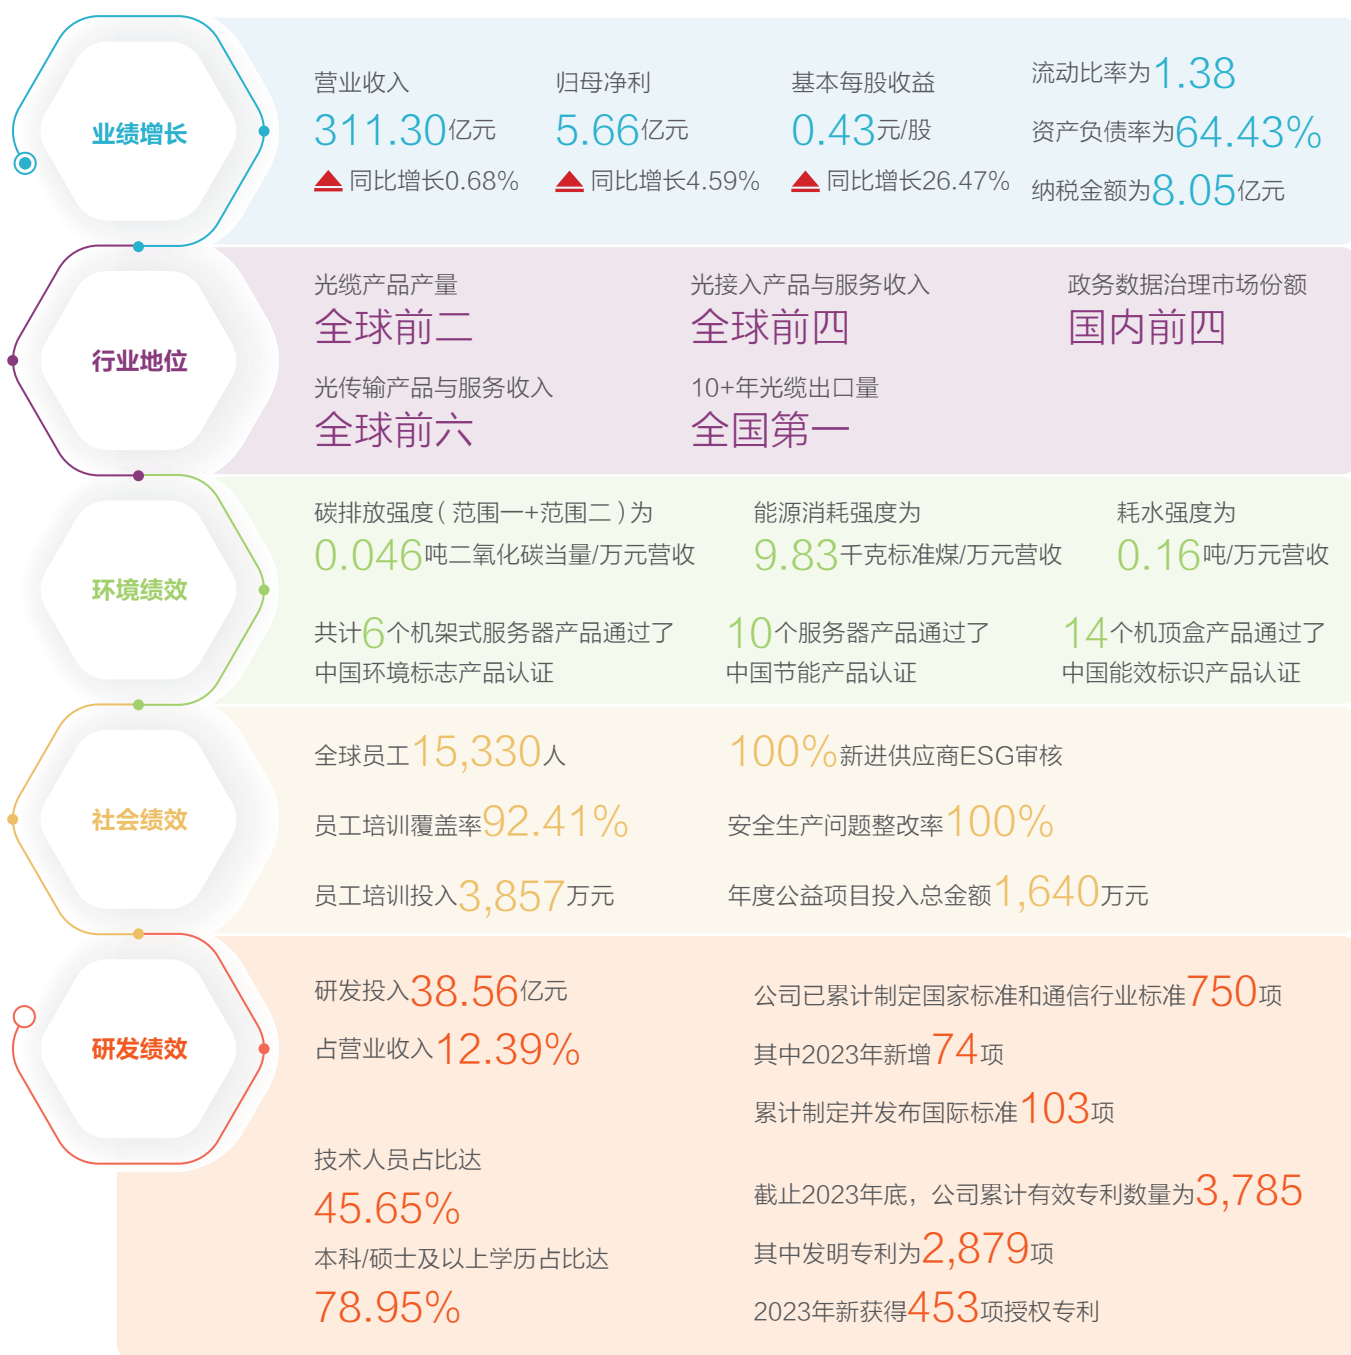 业绩增长
营业收入
311.30亿元
同比增长0.68%
归母净利
5.66亿元
同比增长4.59%
基本每股收益
0.43元/股
同比增长26.47%
流动比率为1.38
资产负债率为64.43%
纳税金额为8.05亿元
行业地位
光缆产品产量
全球前二
光接入产品与服务收入
全球前四
政务数据治理市场份额
国内前四
光传输产品与服务收入
全球前六
10+年光缆出口量
全国第一
环境绩效
碳排放强度(范围一+范围二)为
0.046吨二氧化碳当量/万元营收
能源消耗强度为
9.83千克标准煤/万元营收
耗水强度为
0.16吨/万元营收
共计6个机架式服务器产品通过了
中国环境标志产品认证
10个服务器产品通过了
中国节能产品认证
14个机顶盒产品通过了
中国能效标识产品认证
社会绩效
全球员工15,330人
员工培训覆盖率92.41%
员工培训投入3,857万元
100%新进供应商ESG审核
安全生产问题整改率100%
年度公益项目投入总金额1,640万元
研发绩效
研发投入38.56亿元
占营业收入12.39%
技术人员占比达
45.65%
本科/硕士及以上学历占比达
78.95%
公司已累计制定国家标准和通信行业标准750项
其中2023年新增74项
累计制定并发布国际标准103项
截止2023年底，公司累计有效专利数量为3,785
其中发明专利为2,879项
2023年新获得453项授权专利